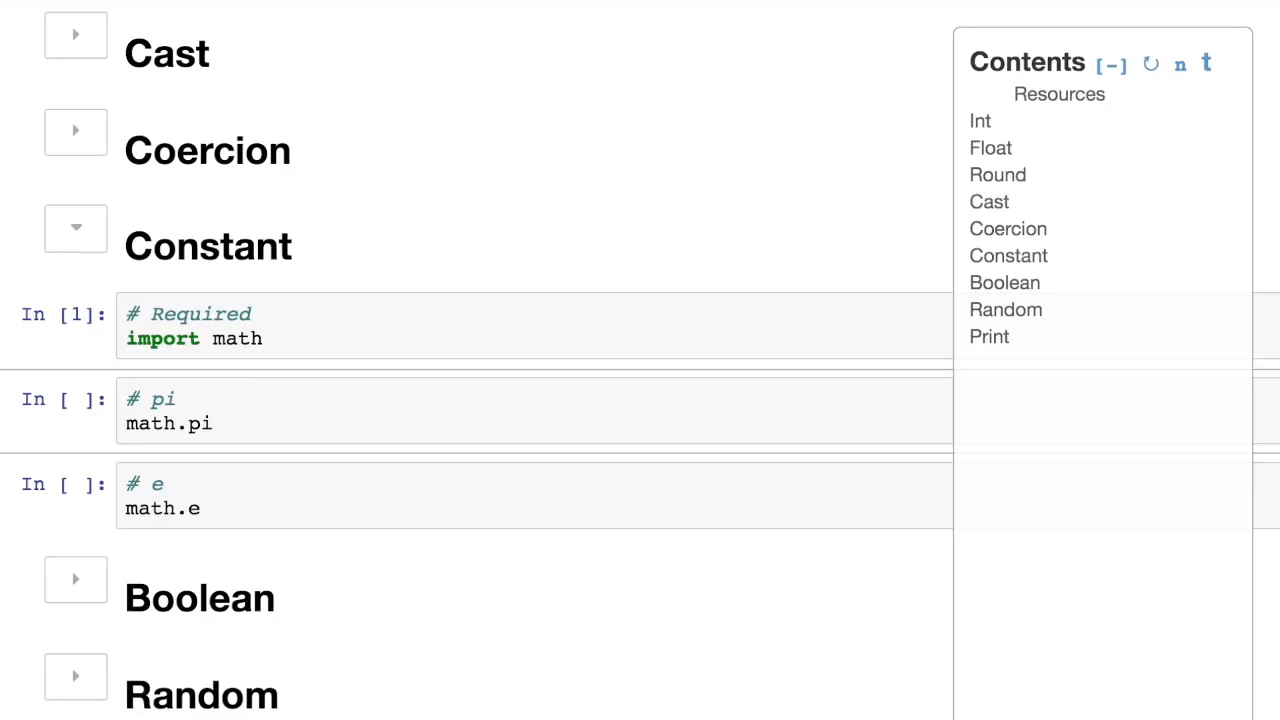 Cast
Coercion
Constant
In [1]:
# Required
import math
In [ ]:
# pi
math.pi
In [ ]:
# e
math.e
Boolean
Random
Contents [-] ↻ n t
Resources
Int
Float
Round
Cast
Coercion
Constant
Boolean
Random
Print